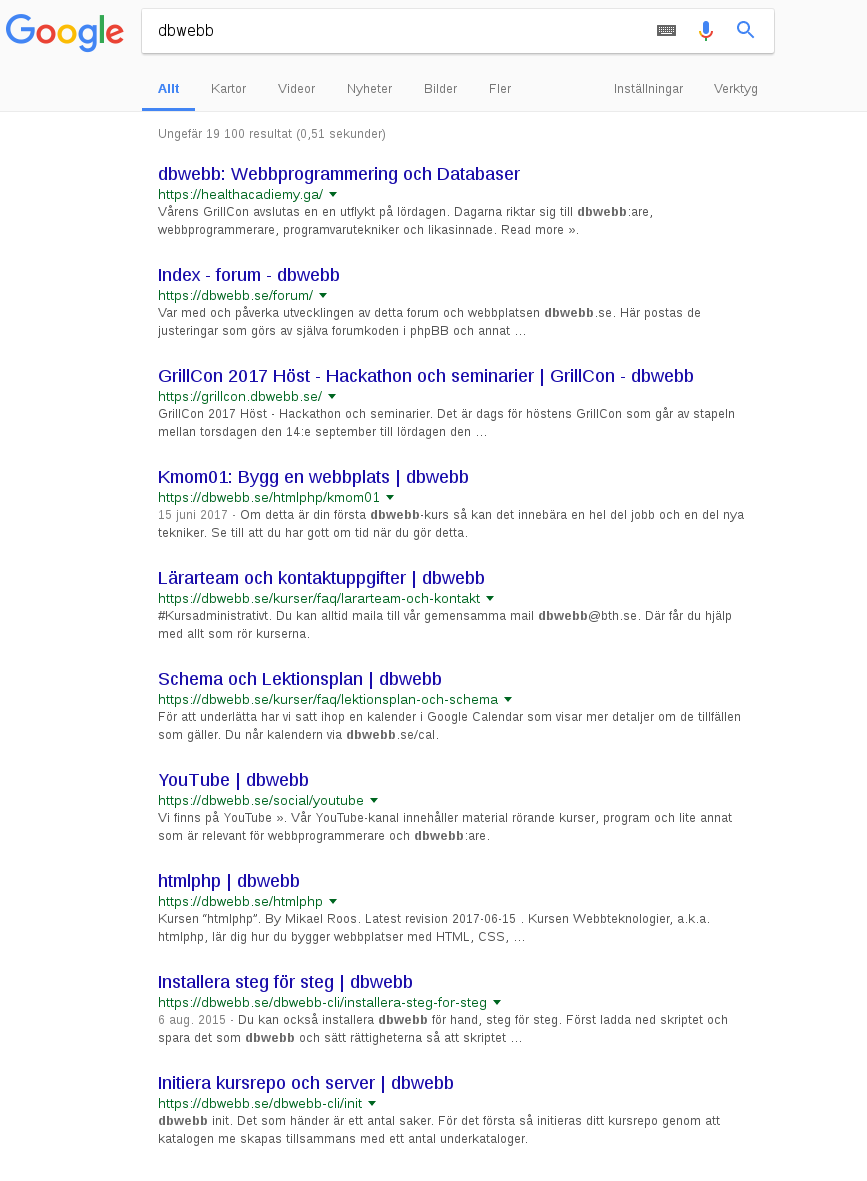 Google
dbwebb
Allt Kartor Videor Nyheter Bilder Fler Inställningar Verktyg
Ungefär 19 100 resultat (0,51 sekunder)
dbwebb: Webbprogrammering och Databaser
https://healthacadiemy.ga/
Vårens GrillCon avslutas en en utflykt på lördagen. Dagarna riktar sig till dbwebb:are,
webbprogrammerare, programvarutekniker och likasinnade. Read more ».
Index - forum - dbwebb
https://dbwebb.se/forum/
Var med och påverka utvecklingen av detta forum och webbplatsen dbwebb.se. Här postas de
justeringar som görs av själva forumkoden i phpBB och annat ...
GrillCon 2017 Höst - Hackathon och seminarier | GrillCon - dbwebb
https://grillcon.dbwebb.se/
GrillCon 2017 Höst - Hackathon och seminarier. Det är dags för höstens GrillCon som går av stapeln
mellan torsdagen den 14:e september till lördagen den ...
Kmom01: Bygg en webbplats | dbwebb
https://dbwebb.se/htmlphp/kmom01
15 juni 2017 - Om detta är din första dbwebb-kurs så kan det innebära en hel del jobb och en del nya
tekniker. Se till att du har gott om tid när du gör detta.
Lärarteam och kontaktuppgifter | dbwebb
https://dbwebb.se/kurser/faq/lararteam-och-kontakt
#Kursadministrativt. Du kan alltid maila till vår gemensamma mail dbwebb@bth.se. Där får du hjälp
med allt som rör kurserna.
Schema och Lektionsplan | dbwebb
https://dbwebb.se/kurser/faq/lektionsplan-och-schema
För att underlätta har vi satt ihop en kalender i Google Calendar som visar mer detaljer om de tillfällen
som gäller. Du når kalendern via dbwebb.se/cal.
YouTube | dbwebb
https://dbwebb.se/social/youtube
Vi finns på YouTube ». Vår YouTube-kanal innehåller material rörande kurser, program och lite annat
som är relevant för webbprogrammerare och dbwebb:are.
htmlphp | dbwebb
https://dbwebb.se/htmlphp
Kursen “htmlphp”. By Mikael Roos. Latest revision 2017-06-15 . Kursen Webbteknologier, a.k.a.
htmlphp, lär dig hur du bygger webbplatser med HTML, CSS, ...
Installera steg för steg | dbwebb
https://dbwebb.se/dbwebb-cli/installera-steg-for-steg
6 aug. 2015 - Du kan också installera dbwebb för hand, steg för steg. Först ladda ned skriptet och
spara det som dbwebb och sätt rättigheterna så att skriptet ...
Initiera kursrepo och server | dbwebb
https://dbwebb.se/dbwebb-cli/init
dbwebb init. Det som händer är ett antal saker. För det första så initieras ditt kursrepo genom att
katalogen me skapas tillsammans med ett antal underkataloger.